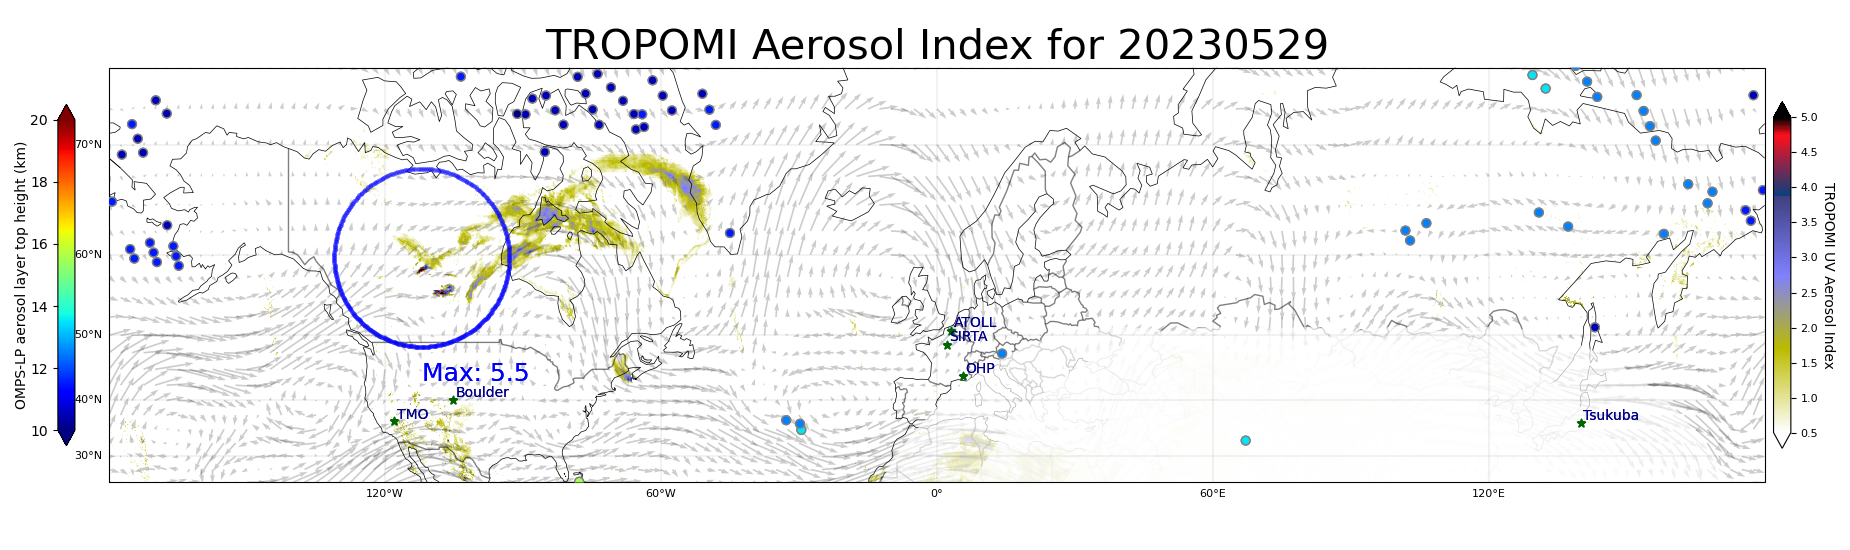 TROPOMI Aerosol Index for 20230529
20
18
16
14
12
10
OMPS-LP aerosol layer top height (km)
70°N
60°N
50°N
40°N
30°N
120°W
60°W
0°
60°E
120°E
Max: 5.5
Boulder
TMO
ATOLL
SIRTA
OHP
Tsukuba
5.0
4.5
4.0
3.5
3.0
2.5
2.0
1.5
1.0
0.5
TROPOMI UV Aerosol Index